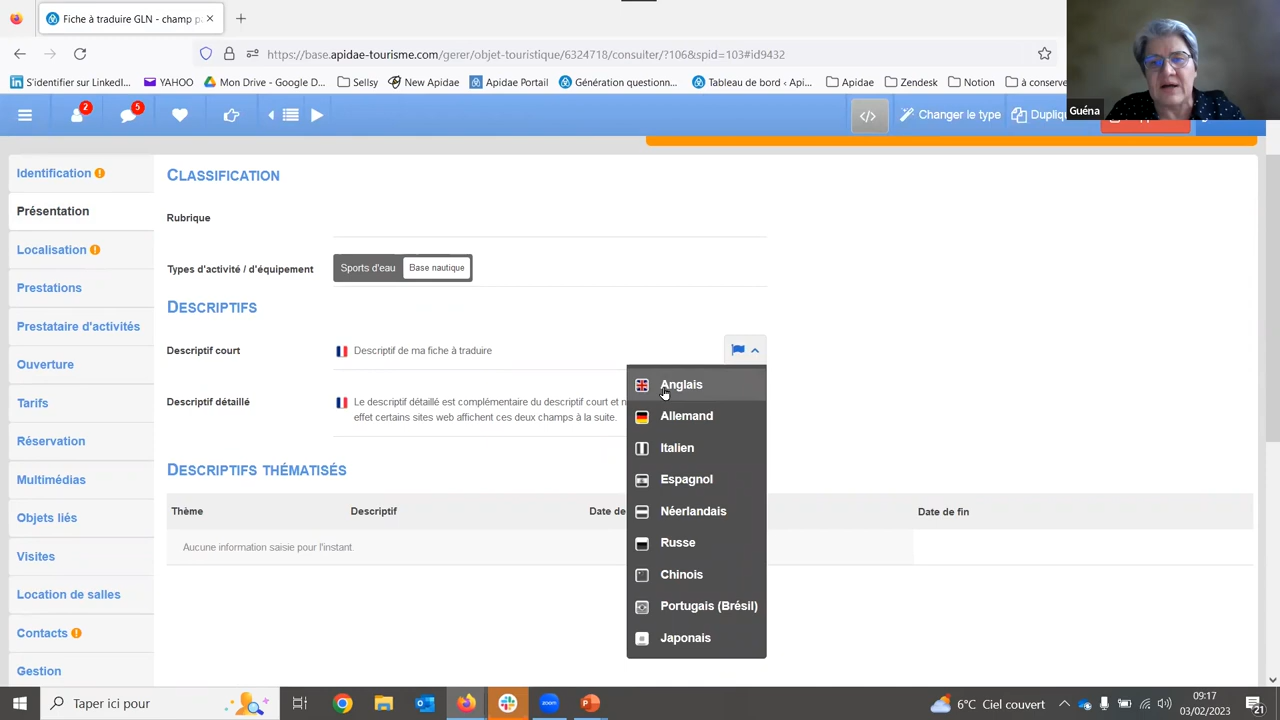 Fiche à traduire GLN - champ pa
https://base.apidae-tourisme.com/gerer/objet-touristique/6324718/consulter/?106&spid=103#id9432
S'identifier sur LinkedI... YAHOO Mon Drive - Google D... Sellsy New Apidae Apidae Portail Génération questionn... Tableau de bord ‹ Api... Apidae Zendesk Notion à conserve
Guéna
2 5 </> Changer le type Dupliq
Identification
Présentation
Localisation
Prestations
Prestataire d'activités
Ouverture
Tarifs
Réservation
Multimédias
Objets liés
Visites
Location de salles
Contacts
Gestion
CLASSIFICATION
Rubrique
Types d'activité / d'équipement Sports d'eau Base nautique
DESCRIPTIFS
Descriptif court Descriptif de ma fiche à traduire
Descriptif détaillé Le descriptif détaillé est complémentaire du descriptif court et n
effet certains sites web affichent ces deux champs à la suite.
Anglais
Allemand
Italien
Espagnol
Néerlandais
Russe
Chinois
Portugais (Brésil)
Japonais
DESCRIPTIFS THÉMATISÉS
Thème Descriptif Date de Date de fin
Aucune information saisie pour l'instant.
Taper ici pour 6°C Ciel couvert 09:17
03/02/2023 21